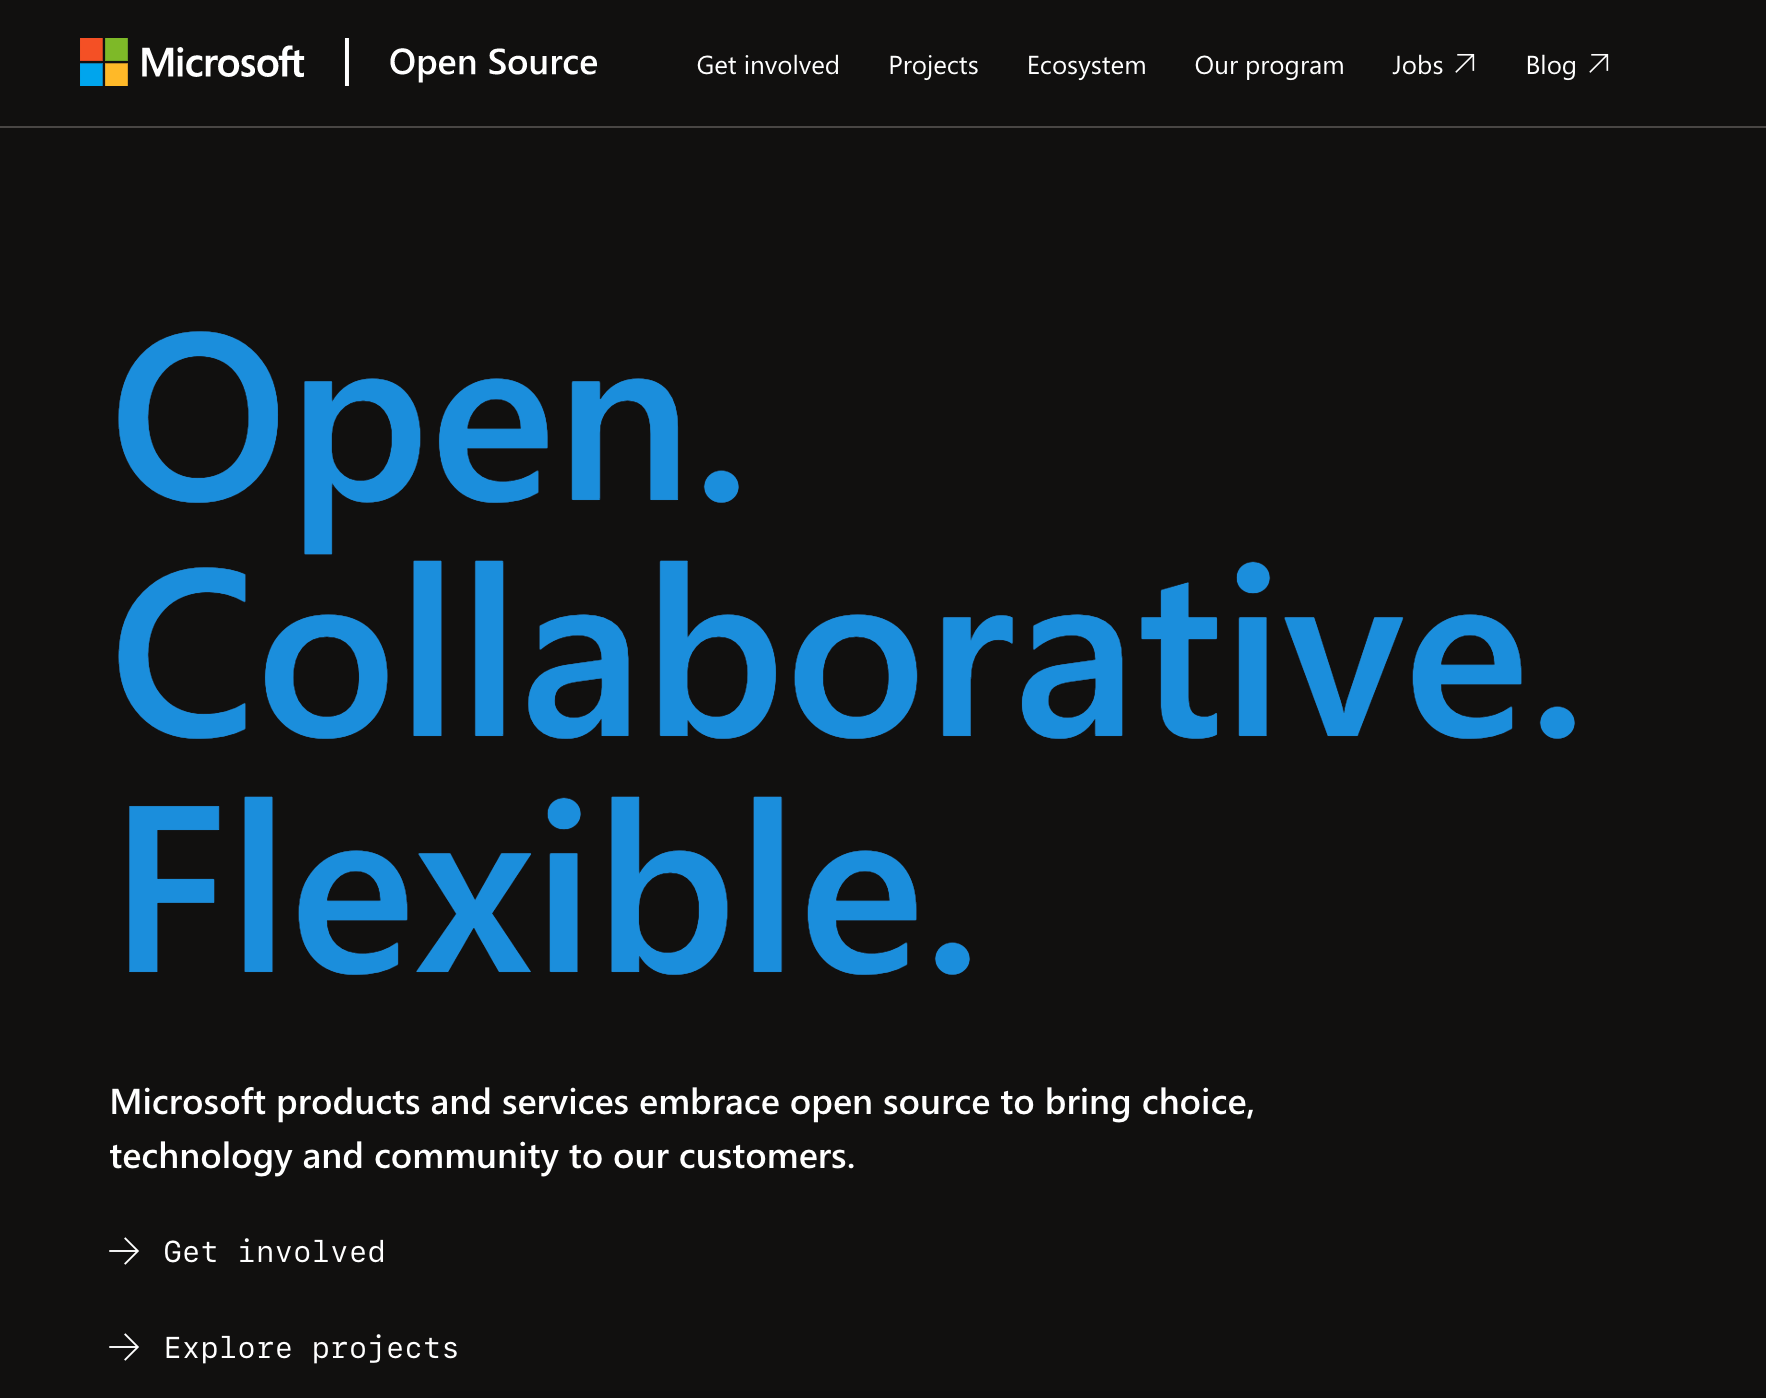 Microsoft | Open Source Get involved Projects Ecosystem Our program Jobs Blog
Open.
Collaborative.
Flexible.
Microsoft products and services embrace open source to bring choice,
technology and community to our customers.
Get involved
Explore projects